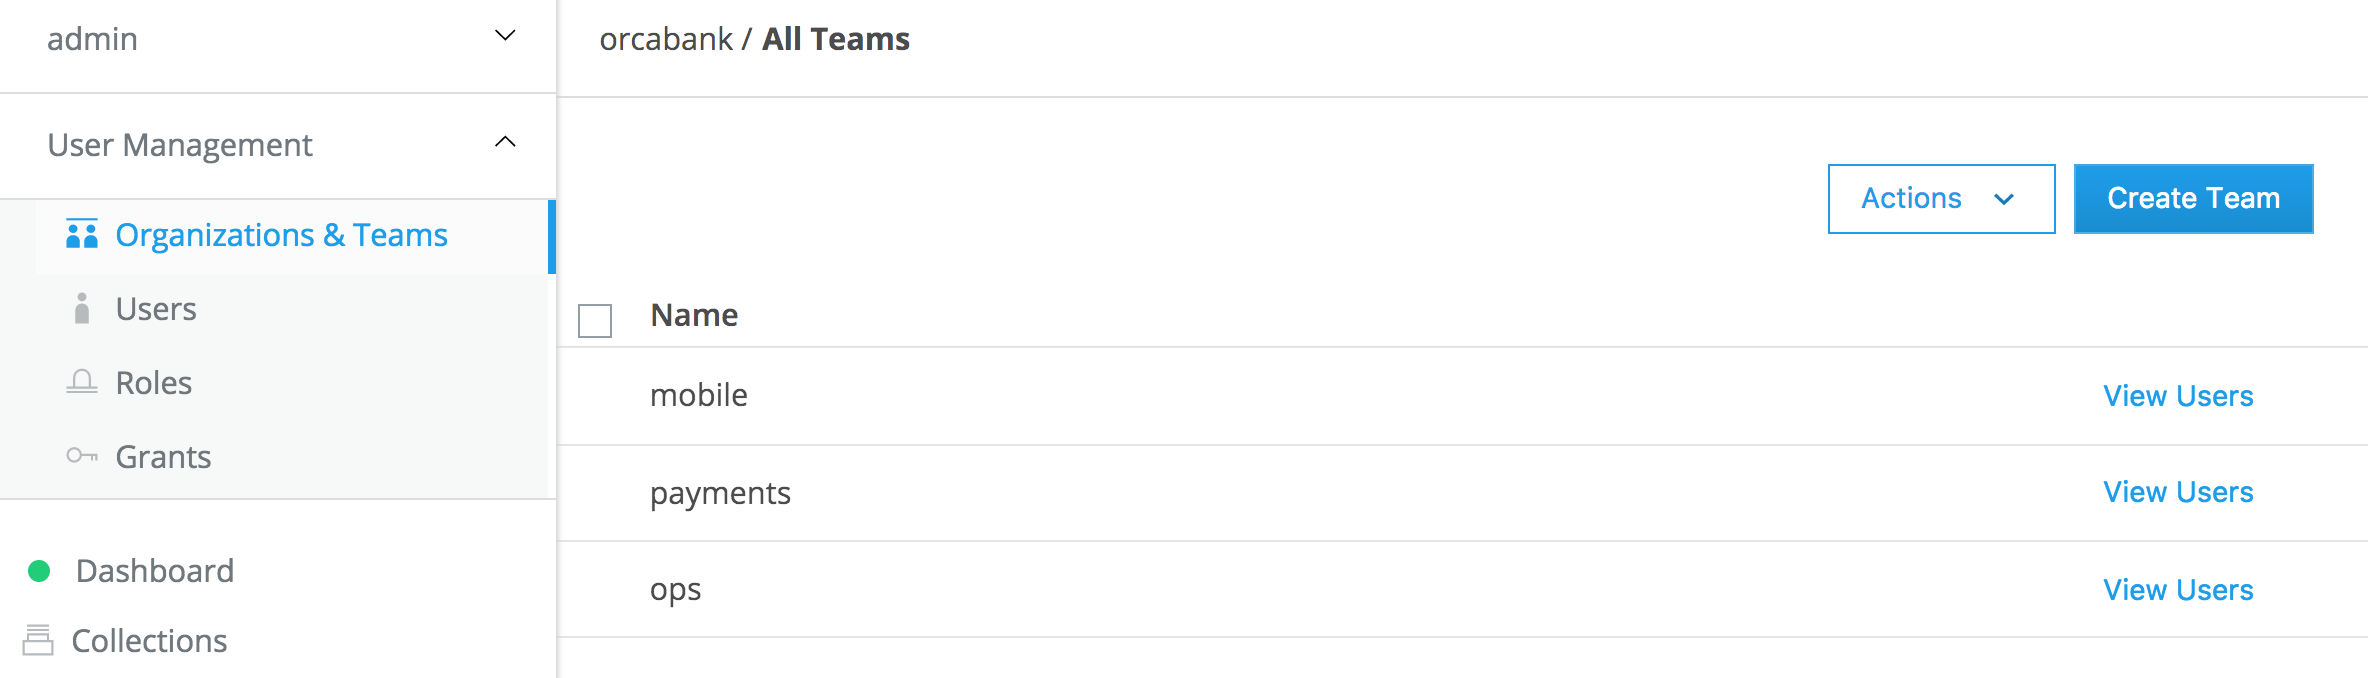 admin
User Management
Organizations & Teams
Users
Roles
Grants
Dashboard
Collections
orcabank / All Teams
Actions
Create Team
Name
mobile View Users
payments View Users
ops View Users